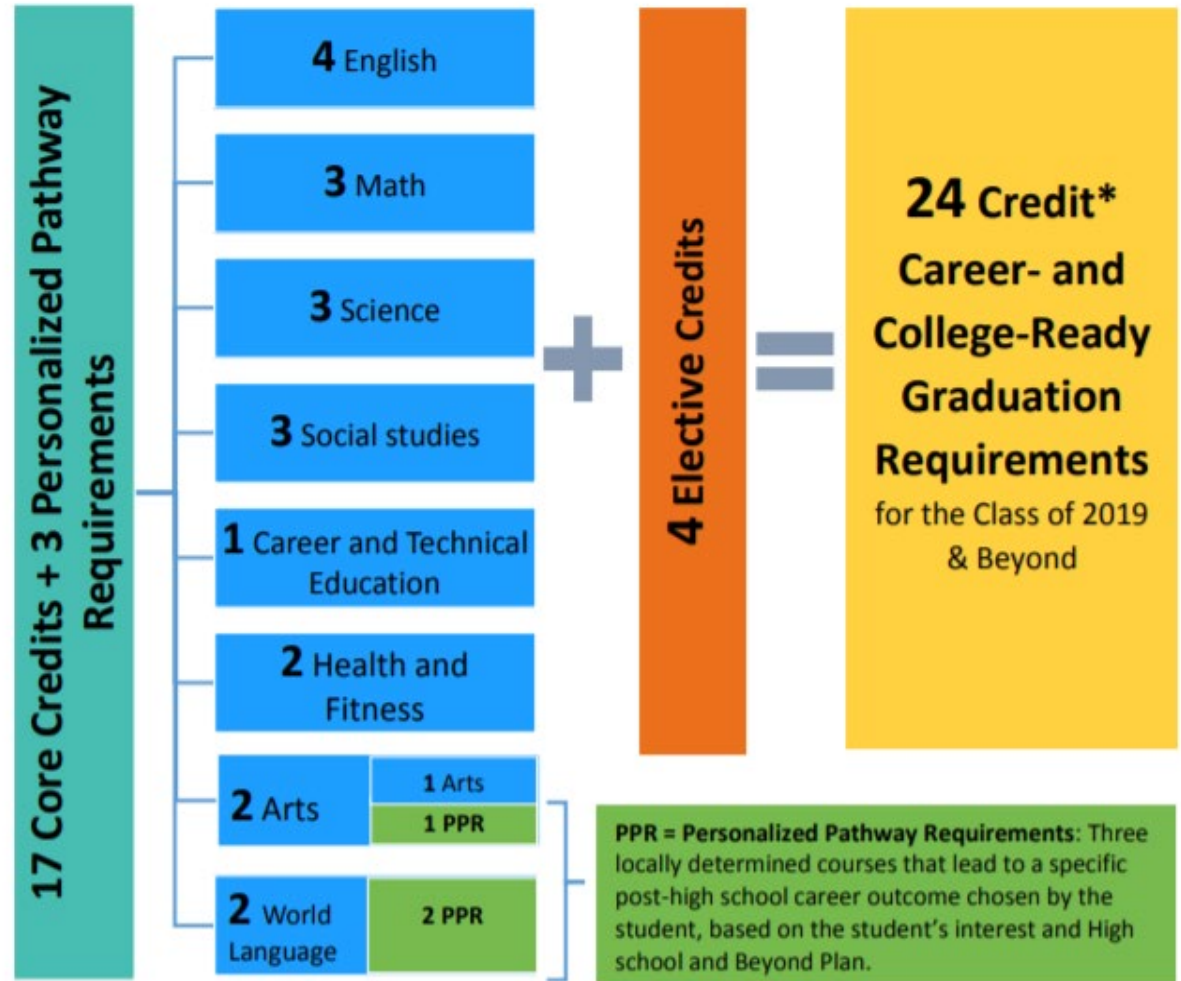 17 Core Credits + 3 Personalized Pathway
Requirements
4 English
3 Math
3 Science
3 Social studies
1 Career and Technical
Education
2 Health and
Fitness
2 Arts
1 Arts
1 PPR
2 World
Language
2 PPR
+
4 Elective Credits
=
24 Credit*
Career- and
College-Ready
Graduation
Requirements
for the Class of 2019
& Beyond
PPR = Personalized Pathway Requirements: Three
locally determined courses that lead to a specific
post-high school career outcome chosen by the
student, based on the student’s interest and High
school and Beyond Plan.